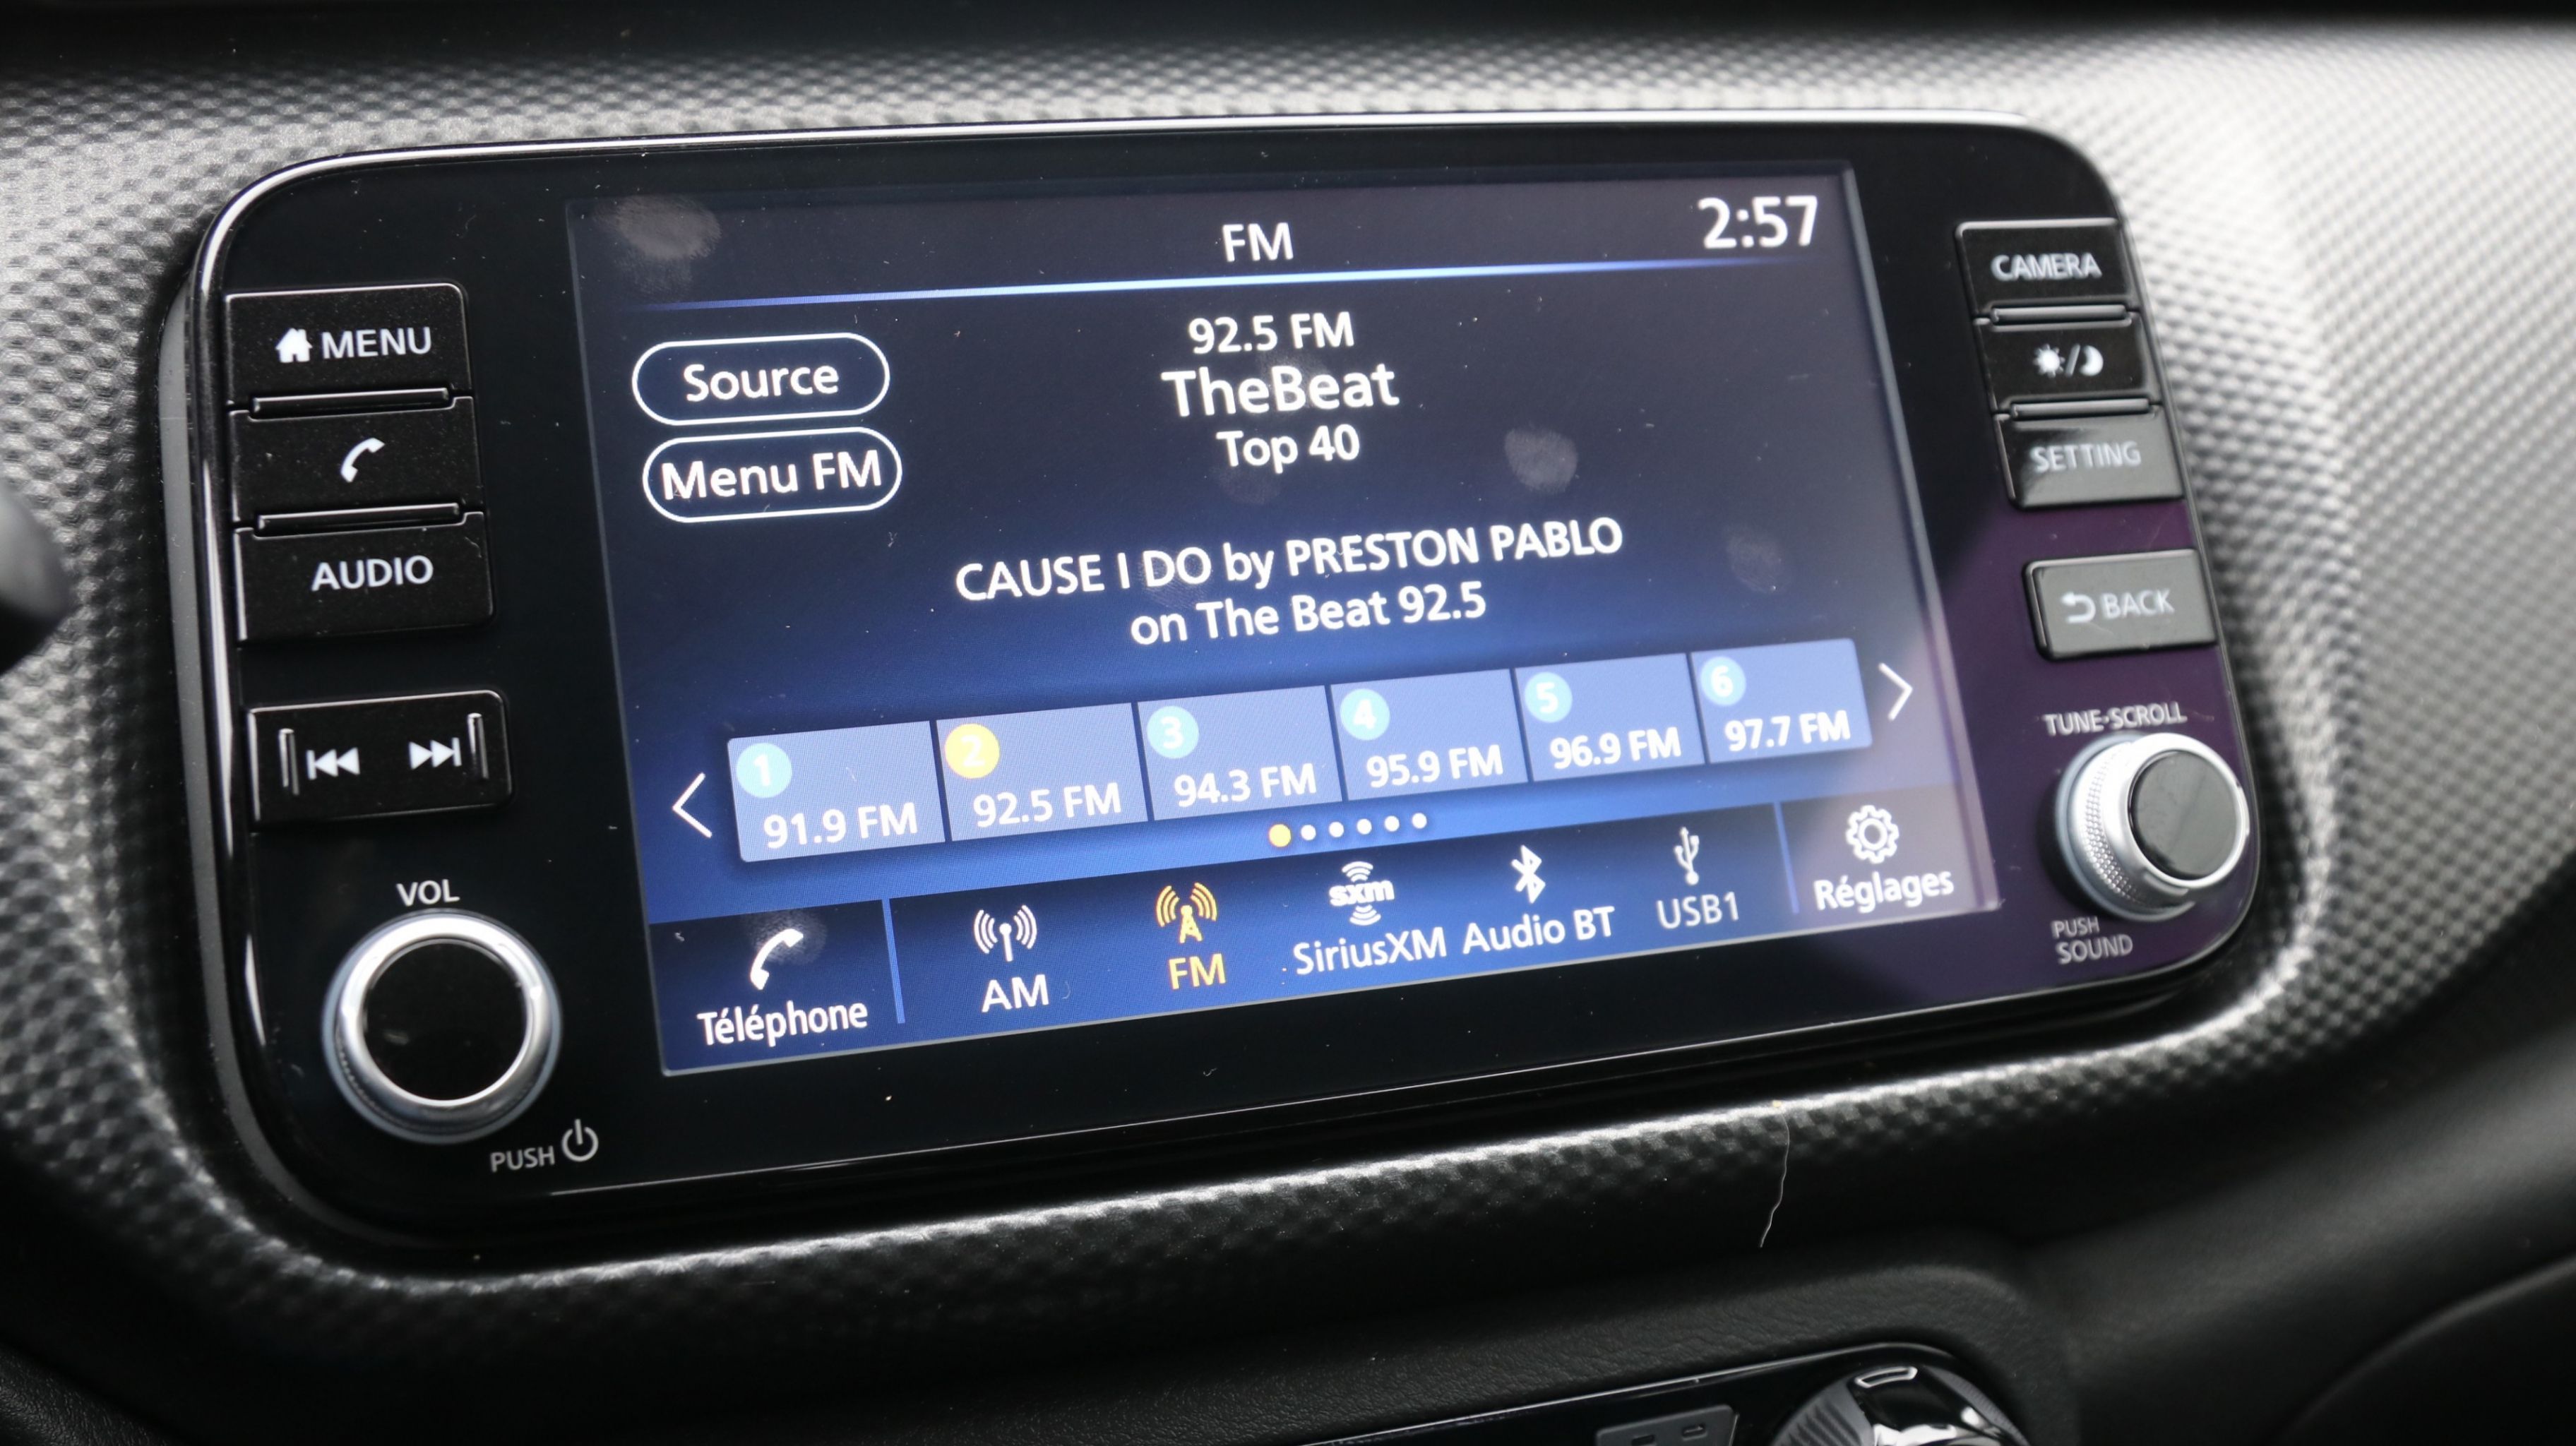 FM
2:57
MENU
AUDIO
VOL
PUSH
Source
Menu FM
92.5 FM
TheBeat
Top 40
CAUSE I DO by PRESTON PABLO
on The Beat 92.5
1
91.9 FM
2
92.5 FM
3
94.3 FM
4
95.9 FM
5
96.9 FM
6
97.7 FM
Téléphone
AM
FM
sxm
SiriusXM
Audio BT
USB1
Réglages
CAMERA
SETTING
BACK
TUNE•SCROLL
PUSH
SOUND